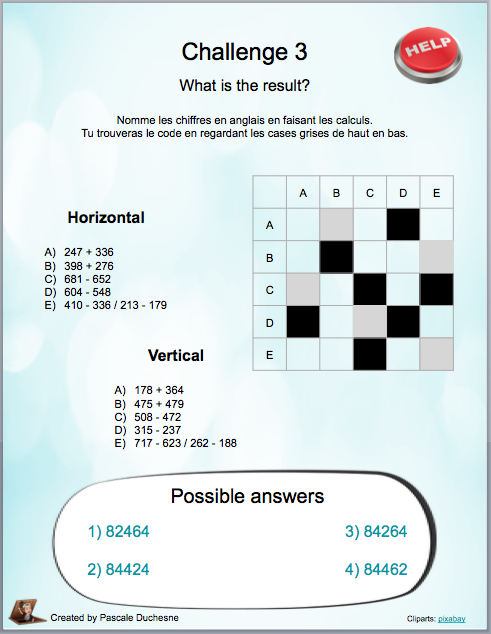 Challenge 3
HELP
What is the result?
Nomme les chiffres en anglais en faisant les calculs.
Tu trouveras le code en regardant les cases grises de haut en bas.
Horizontal
A) 247 + 336
B) 398 + 276
C) 681 - 652
D) 604 - 548
E) 410 - 336 / 213 - 179
A B C D E
A
B
C
D
E
Vertical
A) 178 + 364
B) 475 + 479
C) 508 - 472
D) 315 - 237
E) 717 - 623 / 262 - 188
Possible answers
1) 82464
3) 84264
2) 84424
4) 84462
Created by Pascale Duchesne
Cliparts: pixabay